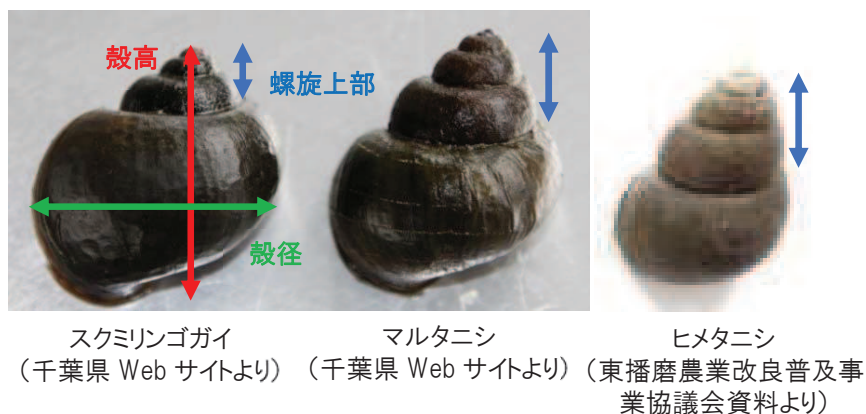 殻高
螺旋上部
殻径
スクミリンゴガイ
(千葉県 Web サイトより)
マルタニシ
(千葉県 Web サイトより)
ヒメタニシ
(東播磨農業改良普及事
業協議会資料より)